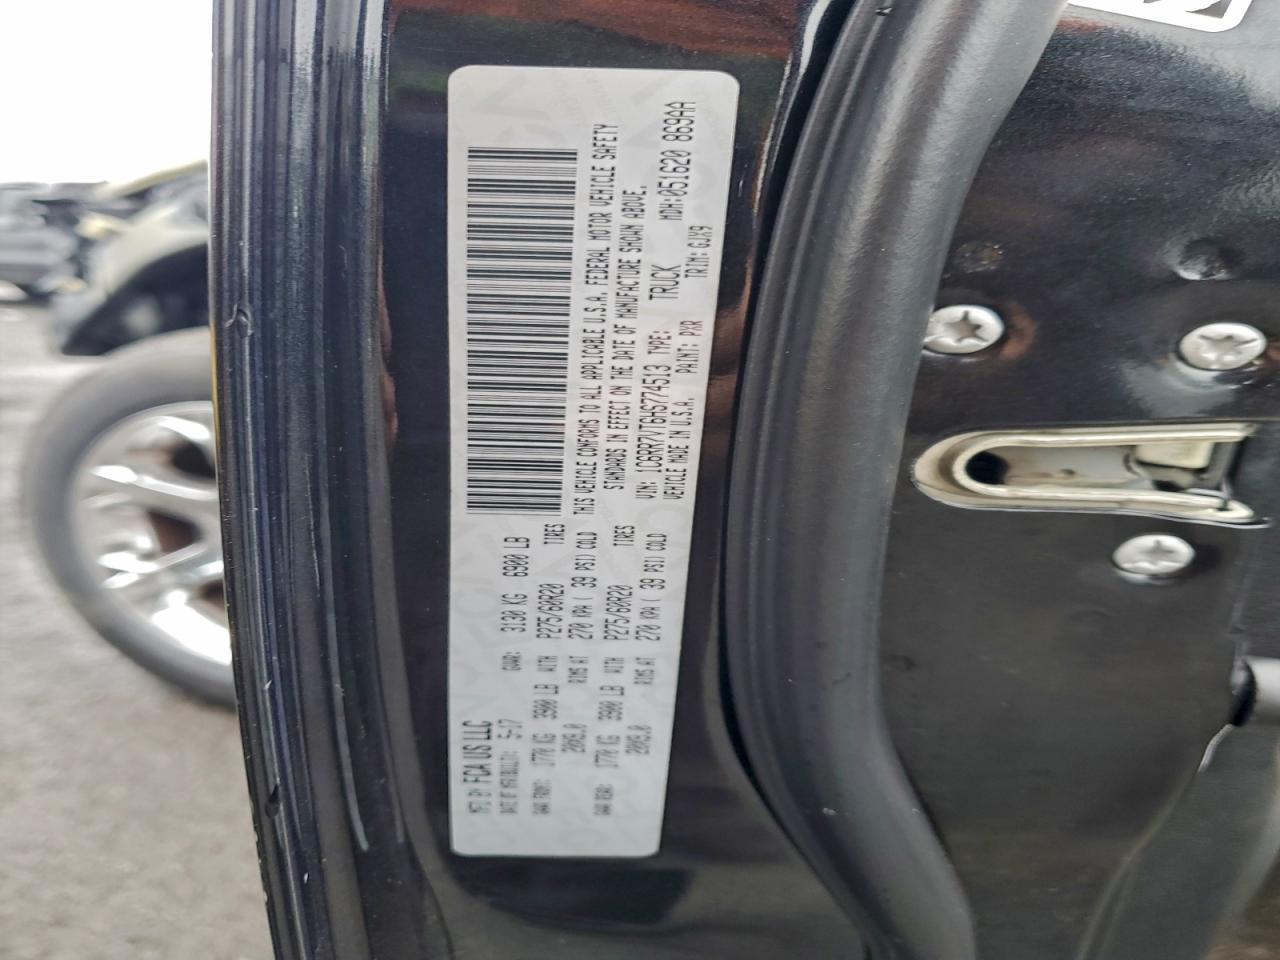 MFD BY FCA US LLC
DATE OF MFR(BUILT): 5-17 GVWR: 3130 KG 6900 LB
GAWR FRONT: 1770 KG 3900 LB WITH P275/60R20 TIRES
20X9.0 RIMS AT 270 KPA ( 39 PSI) COLD
GAWR REAR: 1770 KG 3900 LB WITH P275/60R20 TIRES
20X9.0 RIMS AT 270 KPA ( 39 PSI) COLD
THIS VEHICLE CONFORMS TO ALL APPLICABLE U.S.A. FEDERAL MOTOR VEHICLE SAFETY
STANDARDS IN EFFECT ON THE DATE OF MANUFACTURE SHOWN ABOVE.
VIN: 1C6RR7VT6HS774513 TYPE: TRUCK MDH:051620 869AA
VEHICLE MADE IN U.S.A. PAINT: PXR TRIM: GJX9